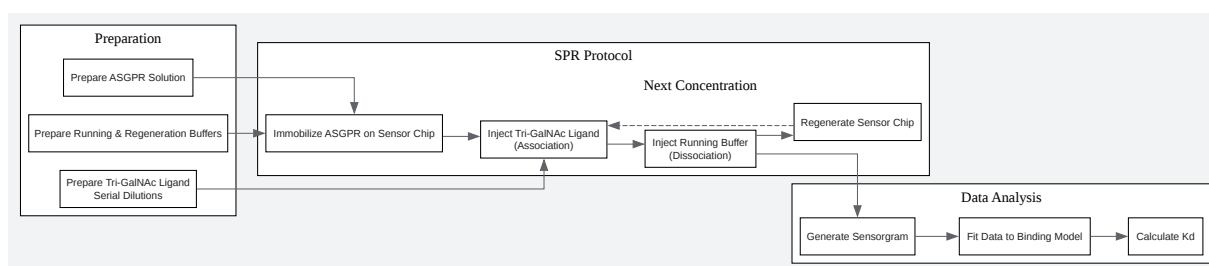 Preparation
Prepare ASGPR Solution
Prepare Running & Regeneration Buffers
Prepare Tri-GalNAc Ligand
Serial Dilutions
SPR Protocol
Next Concentration
Immobilize ASGPR on Sensor Chip
Inject Tri-GalNAc Ligand
(Association)
Inject Running Buffer
(Dissociation)
Regenerate Sensor Chip
Data Analysis
Generate Sensorgram
Fit Data to Binding Model
Calculate Kd